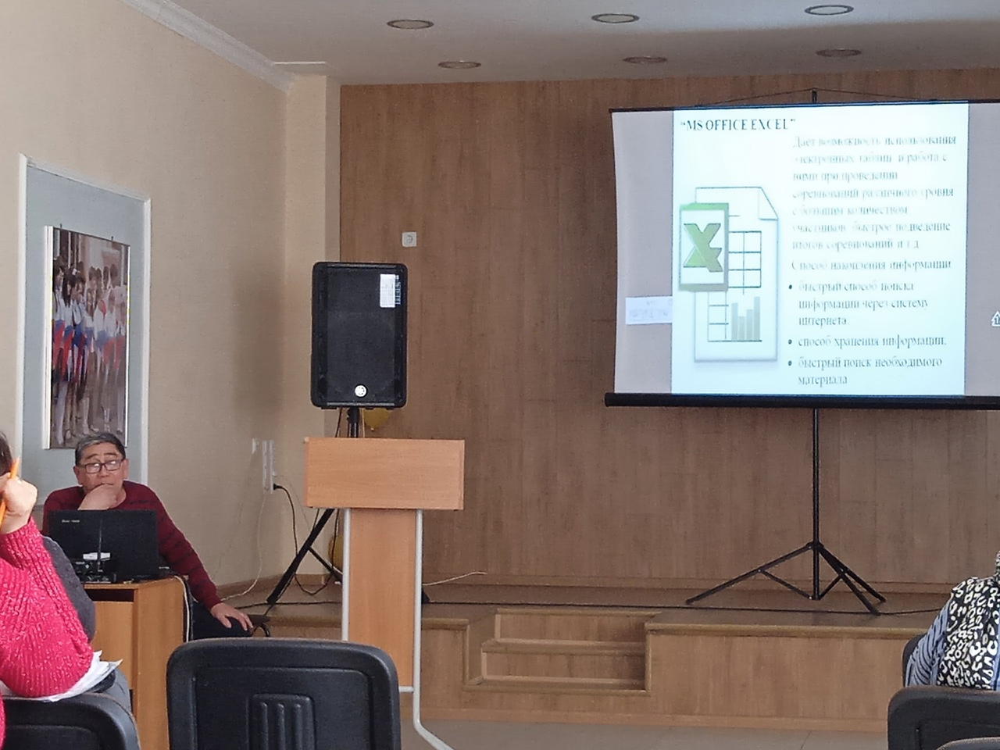 “MS OFFICE EXCEL”
Дает возможность использования
электронных таблиц и работа с
ними при проведении
соревнований различного уровня
с большим количеством
участников быстрое подведение
итогов соревнований и т.д
Способ накопления информации
• быстрый способ поиска
информации через систему
интернета.
• способ хранения информации.
• быстрый поиск необходимого
материала